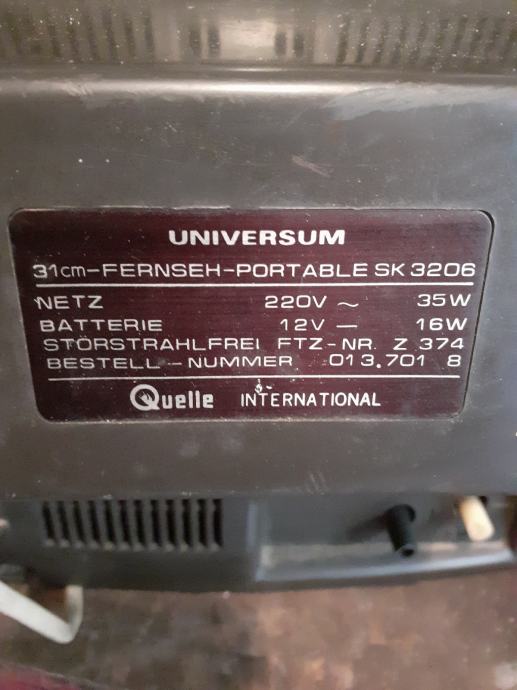 UNIVERSUM
31cm-FERNSEH-PORTABLE SK 3206
NETZ 220V ~ 35W
BATTERIE 12V — 16W
STÖRSTRAHLFREI FTZ-NR. Z 374
BESTELL-NUMMER 013.701 8
Quelle INTERNATIONAL